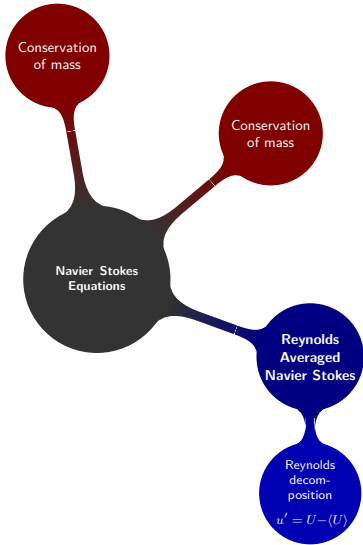 Conservation
of mass
Conservation
of mass
Navier Stokes
Equations
Reynolds
Averaged
Navier Stokes
Reynolds
decom-
position
u′ = U−⟨U⟩